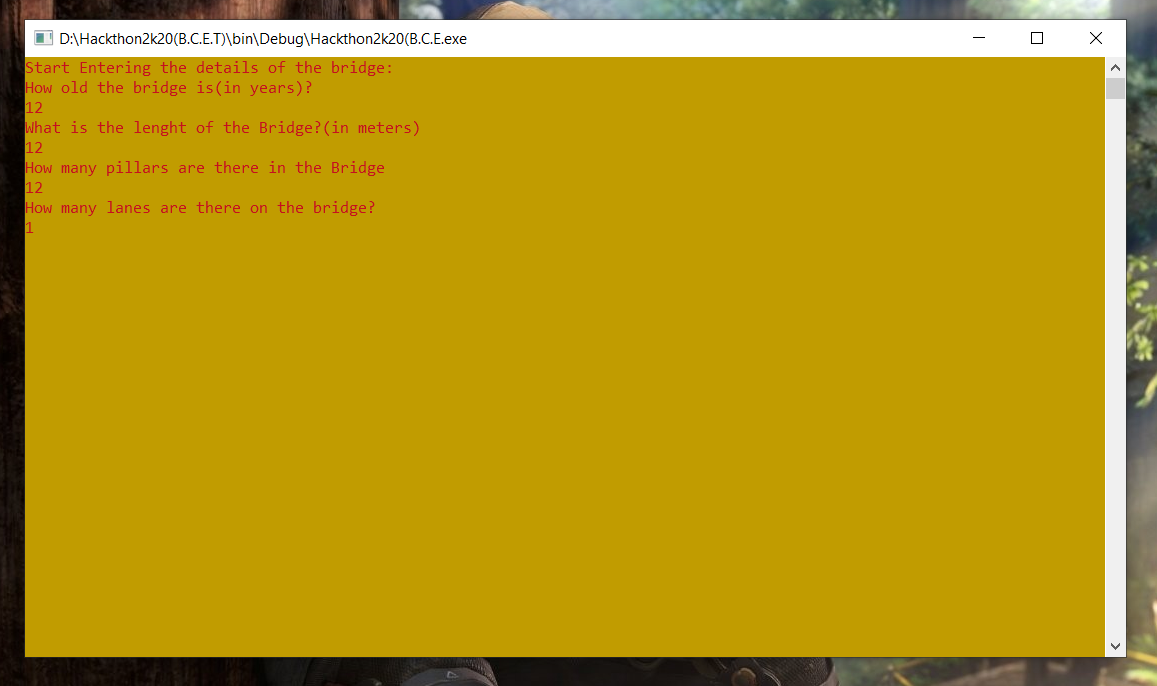 D:\Hackthon2k20(B.C.E.T)\bin\Debug\Hackthon2k20(B.C.E.exe
Start Entering the details of the bridge:
How old the bridge is(in years)?
12
What is the lenght of the Bridge?(in meters)
12
How many pillars are there in the Bridge
12
How many lanes are there on the bridge?
1